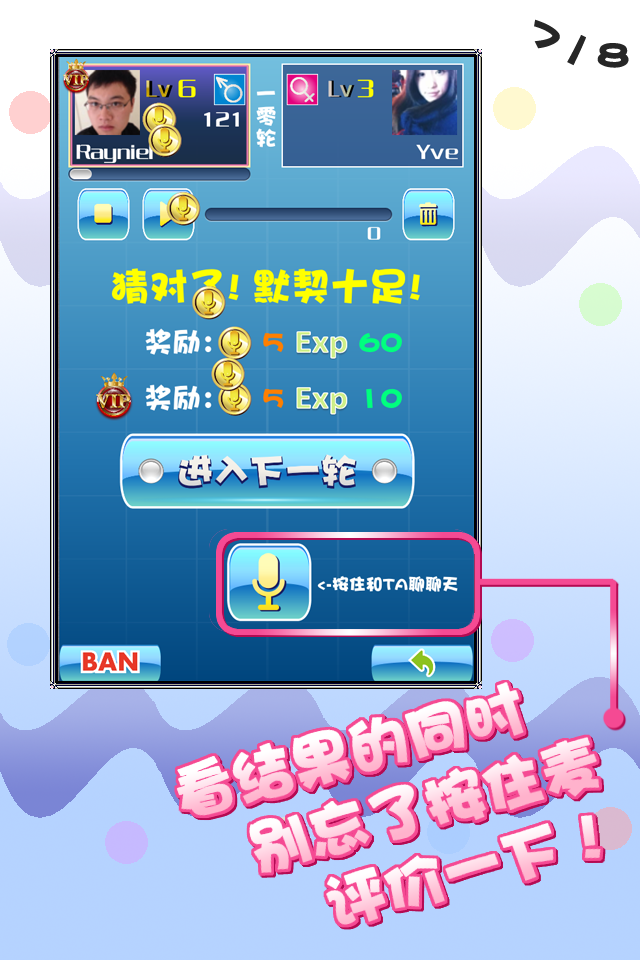 7/8
VIP
Lv 6
121
Raynier
一零轮
Lv 3
Yve
0
猜对了！默契十足！
奖励： 5 Exp 60
VIP 奖励： 5 Exp 10
进入下一轮
<-按住和TA聊聊天
BAN
看结果的同时
别忘了按住麦
评价一下！